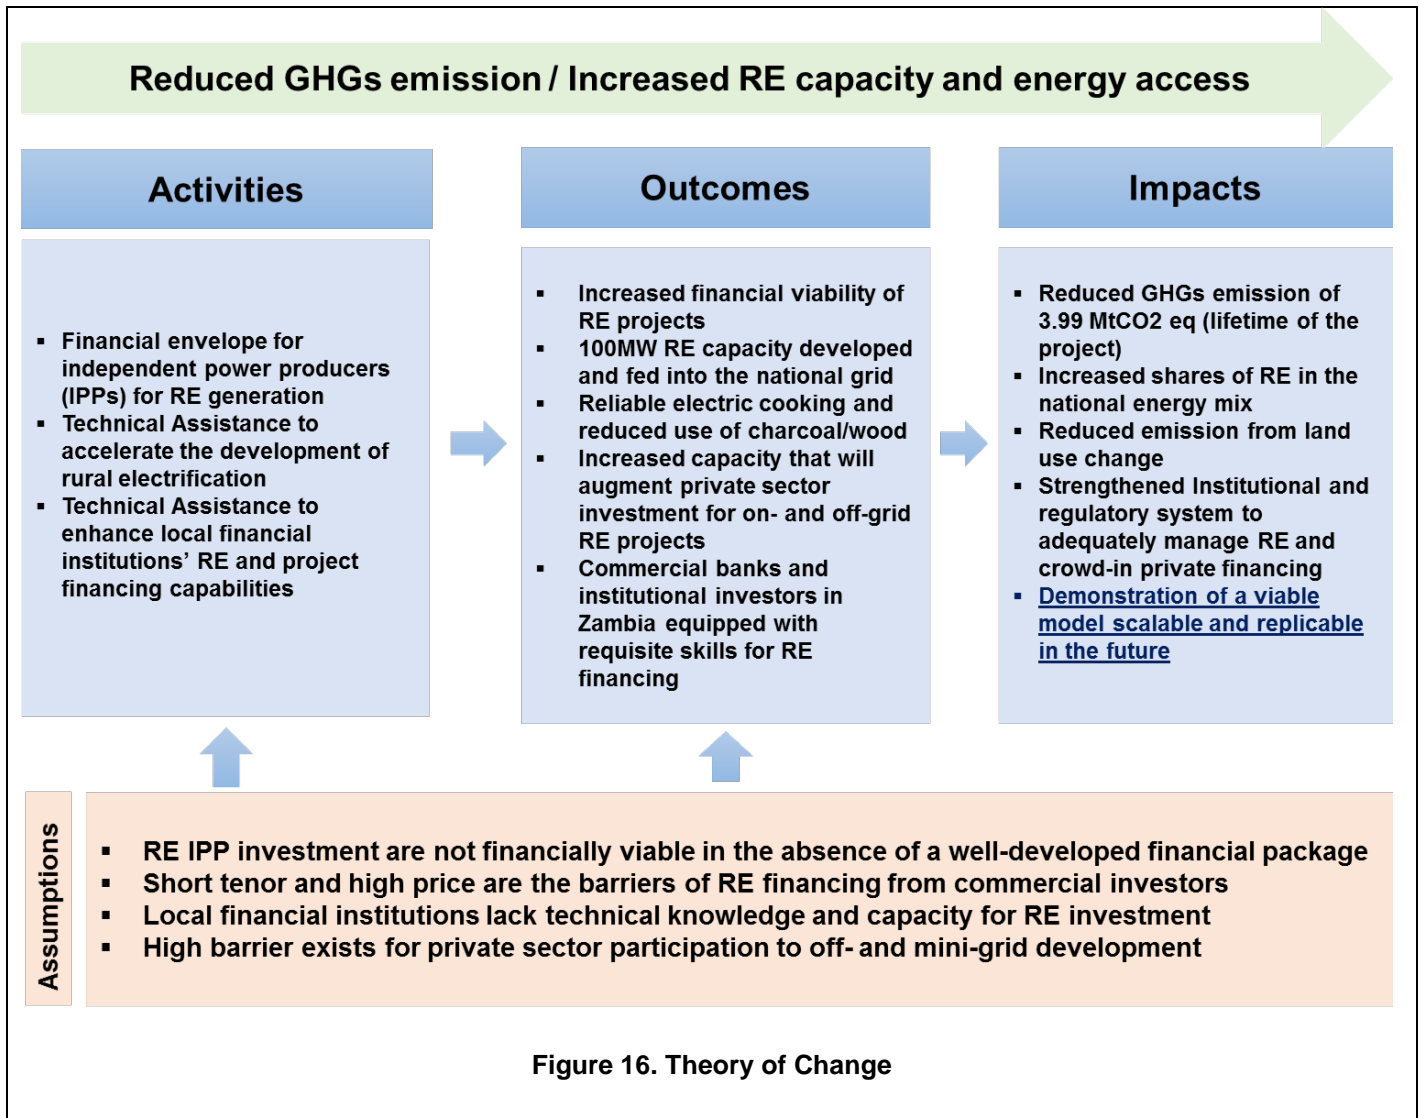 Reduced GHGs emission / Increased RE capacity and energy access
Activities
▪ Financial envelope for
independent power producers
(IPPs) for RE generation
▪ Technical Assistance to
accelerate the development of
rural electrification
▪ Technical Assistance to
enhance local financial
institutions’ RE and project
financing capabilities
Outcomes
▪ Increased financial viability of
RE projects
▪ 100MW RE capacity developed
and fed into the national grid
▪ Reliable electric cooking and
reduced use of charcoal/wood
▪ Increased capacity that will
augment private sector
investment for on- and off-grid
RE projects
▪ Commercial banks and
institutional investors in
Zambia equipped with
requisite skills for RE
financing
Impacts
▪ Reduced GHGs emission of
3.99 MtCO2 eq (lifetime of the
project)
▪ Increased shares of RE in the
national energy mix
▪ Reduced emission from land
use change
▪ Strengthened Institutional and
regulatory system to
adequately manage RE and
crowd-in private financing
▪ Demonstration of a viable
model scalable and replicable
in the future
Assumptions
▪ RE IPP investment are not financially viable in the absence of a well-developed financial package
▪ Short tenor and high price are the barriers of RE financing from commercial investors
▪ Local financial institutions lack technical knowledge and capacity for RE investment
▪ High barrier exists for private sector participation to off- and mini-grid development
Figure 16. Theory of Change